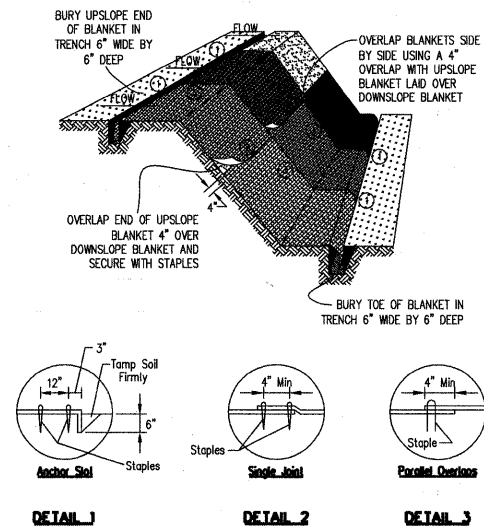 BURY UPSLOPE END
OF BLANKET IN
TRENCH 6" WIDE BY
6" DEEP
FLOW
FLOW
FLOW
OVERLAP BLANKETS SIDE
BY SIDE USING A 4"
OVERLAP WITH UPSLOPE
BLANKET LAID OVER
DOWNSLOPE BLANKET
1
1
1
1
4"
OVERLAP END OF UPSLOPE
BLANKET 4" OVER
DOWNSLOPE BLANKET AND
SECURE WITH STAPLES
BURY TOE OF BLANKET IN
TRENCH 6" WIDE BY 6" DEEP
3"
12"
Tamp Soil
Firmly
6"
Staples
Anchor Slot
4" Min
Staples
Single Joint
4" Min
Staple
Parallel Overlaps
DETAIL 1
DETAIL 2
DETAIL 3